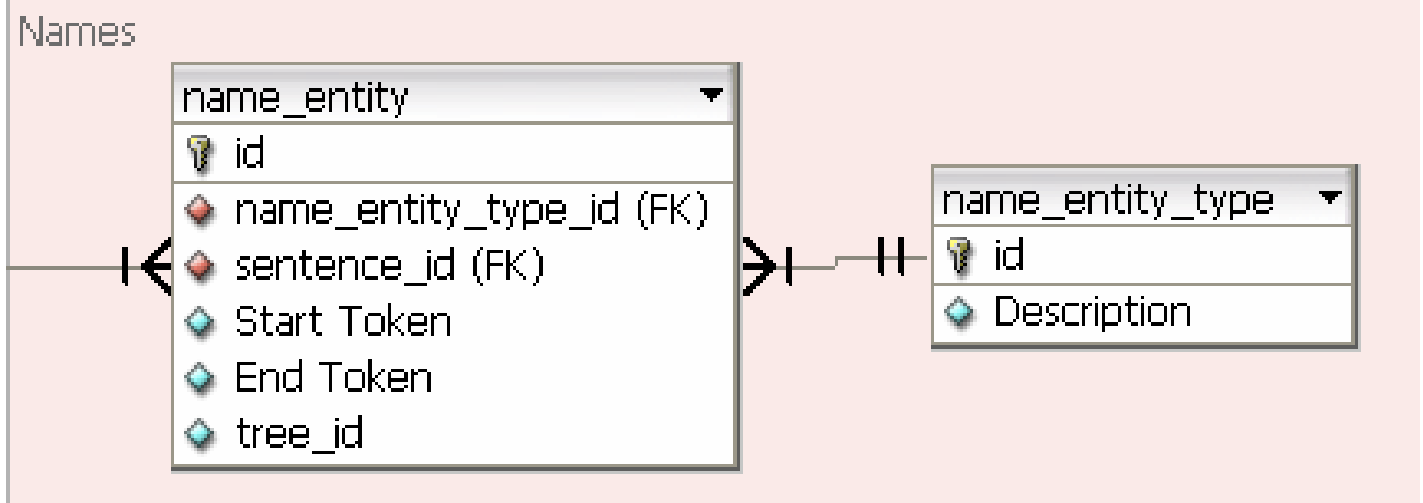 Names
name_entity
id
name_entity_type_id (FK)
sentence_id (FK)
Start Token
End Token
tree_id
name_entity_type
id
Description